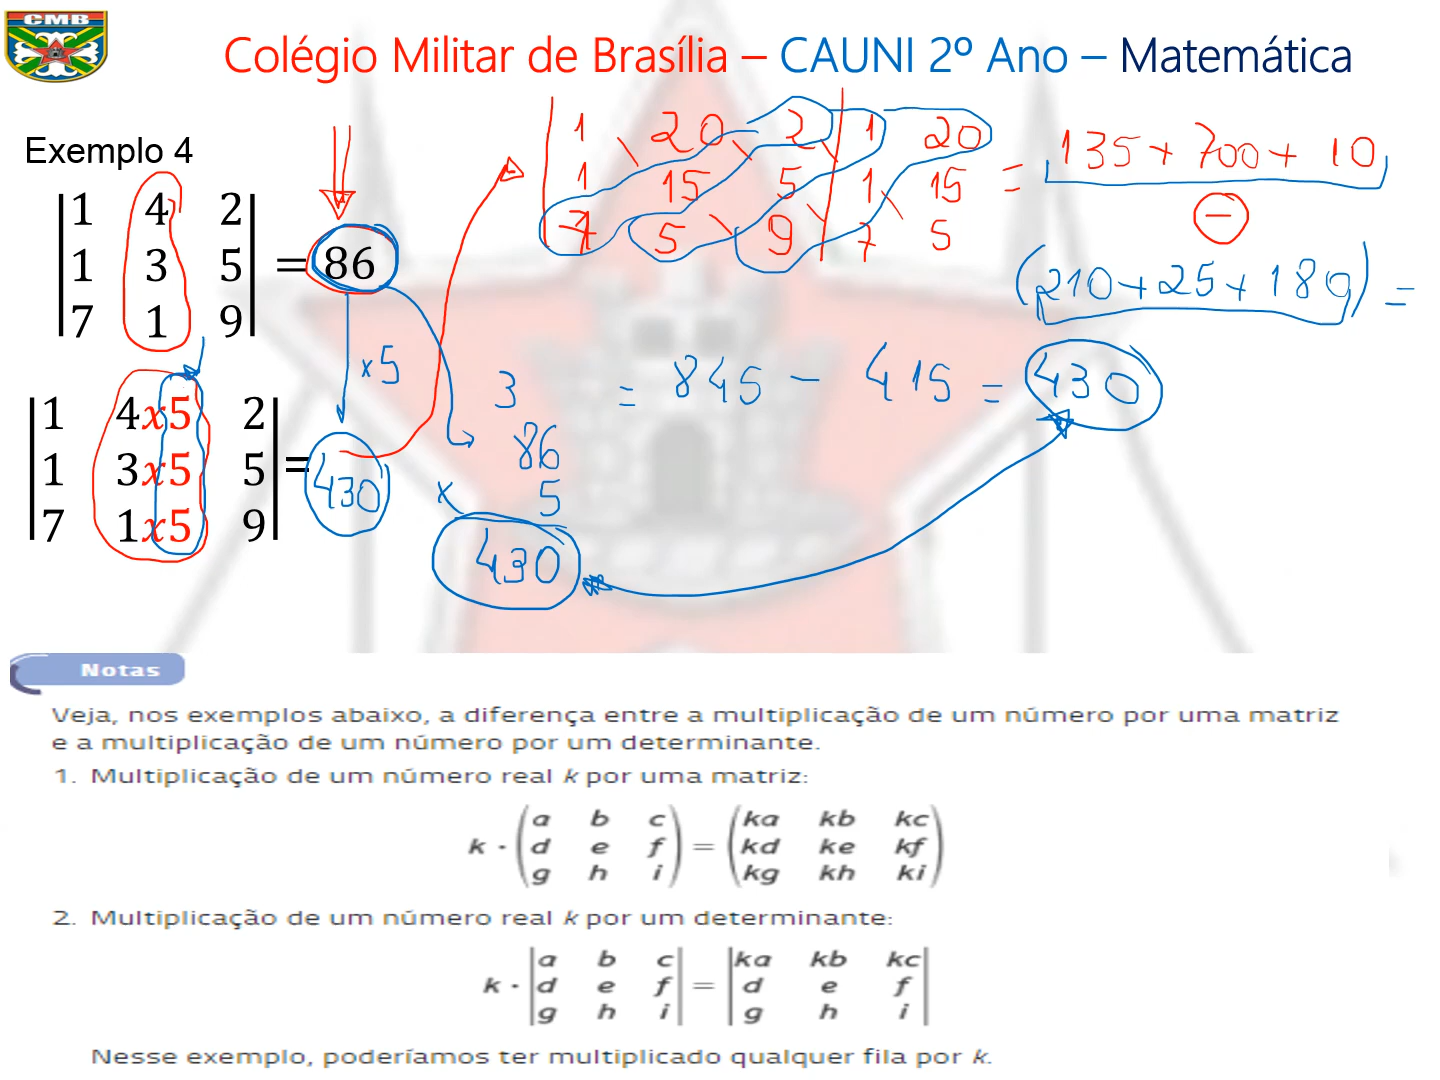 CMB
Colégio Militar de Brasília – CAUNI 2º Ano – Matemática
Exemplo 4
1 4 2
1 3 5 = 86
7 1 9
1 20 2 1 20
1 15 5 1 15 = 135 + 700 + 10
7 5 9 7 5
−
(210 + 25 + 180) =
= 845 − 415 = 430
x5
1 4x5 2
1 3x5 5 = 430
7 1x5 9
3
86
x 5
430
Notas
Veja, nos exemplos abaixo, a diferença entre a multiplicação de um número por uma matriz
e a multiplicação de um número por um determinante.
1. Multiplicação de um número real k por uma matriz:
a b c ka kb kc
k · d e f = kd ke kf
g h i kg kh ki
2. Multiplicação de um número real k por um determinante:
a b c ka kb kc
k · d e f = d e f
g h i g h i
Nesse exemplo, poderíamos ter multiplicado qualquer fila por k.